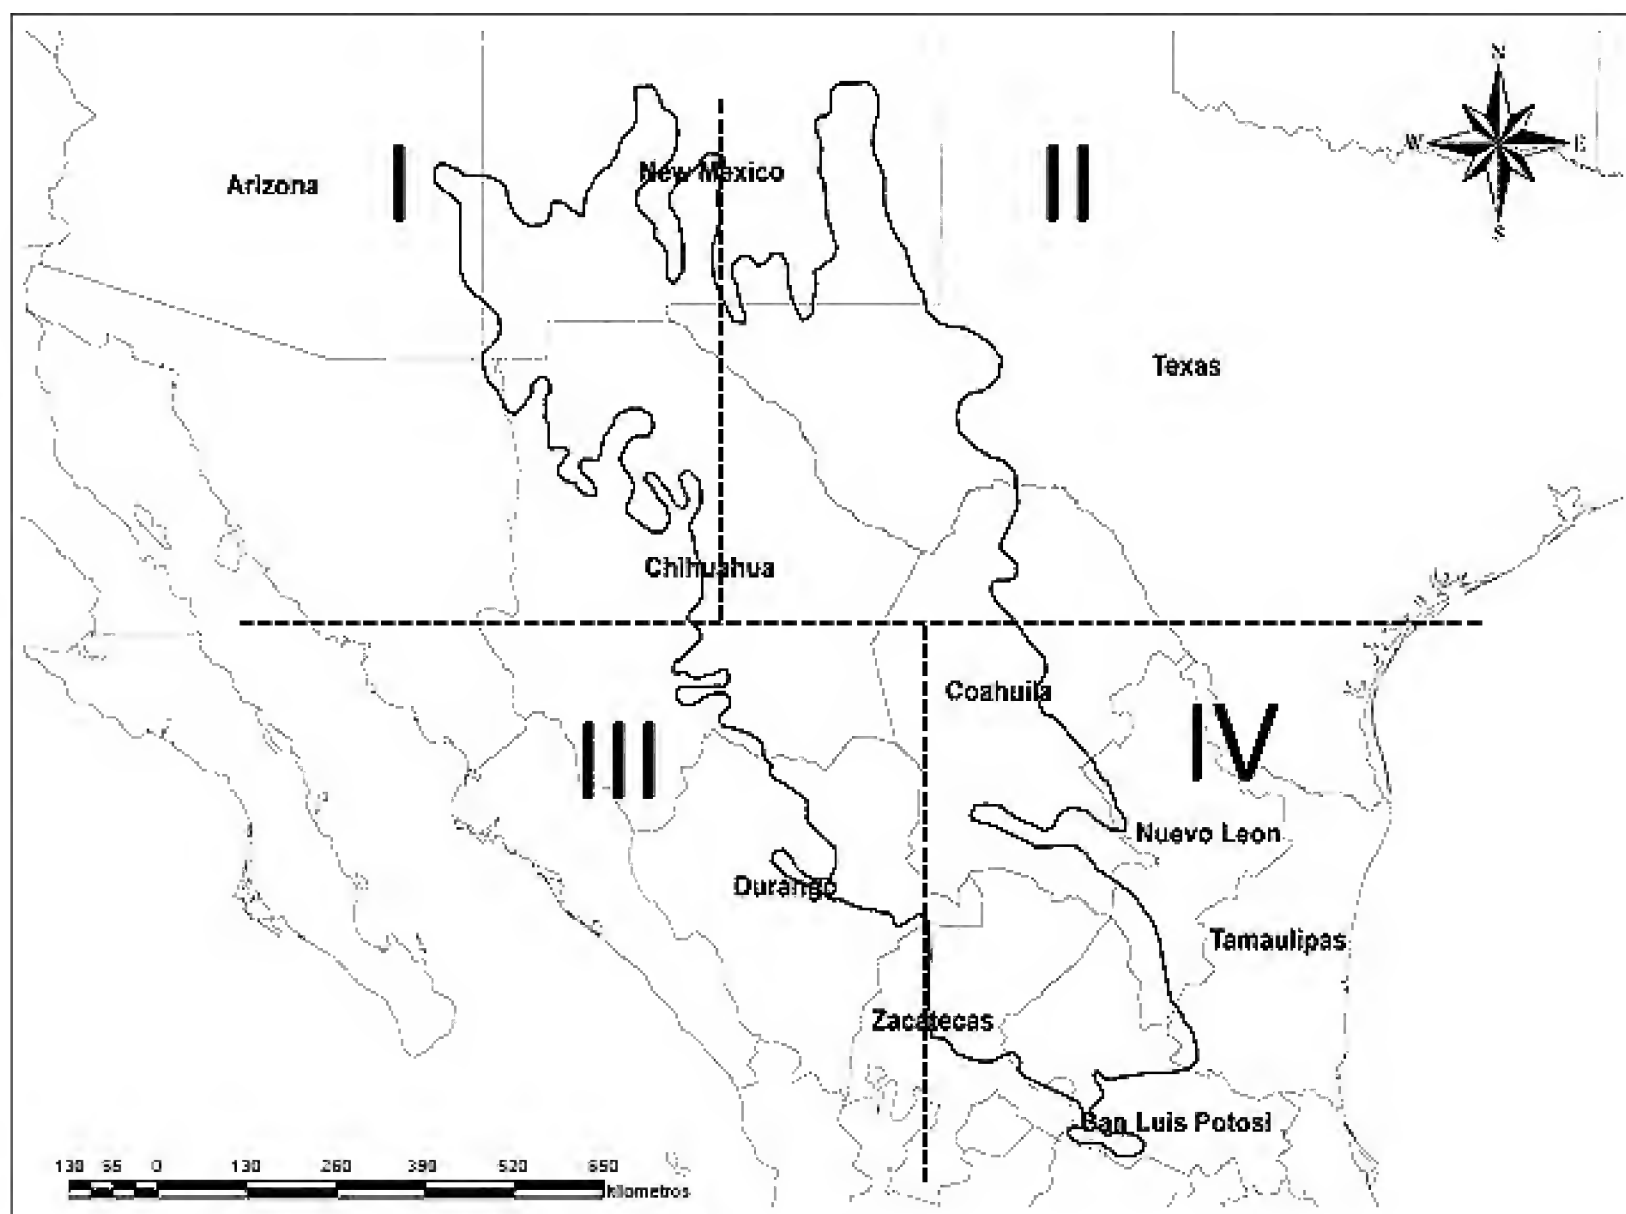 N
W
E
S
Arizona
I
New Mexico
II
Texas
Chihuahua
Coahuila
III
IV
Nuevo Leon
Durango
Tamaulipas
Zacatecas
San Luis Potosi
130 65 0 130 260 390 520 650
kilometros